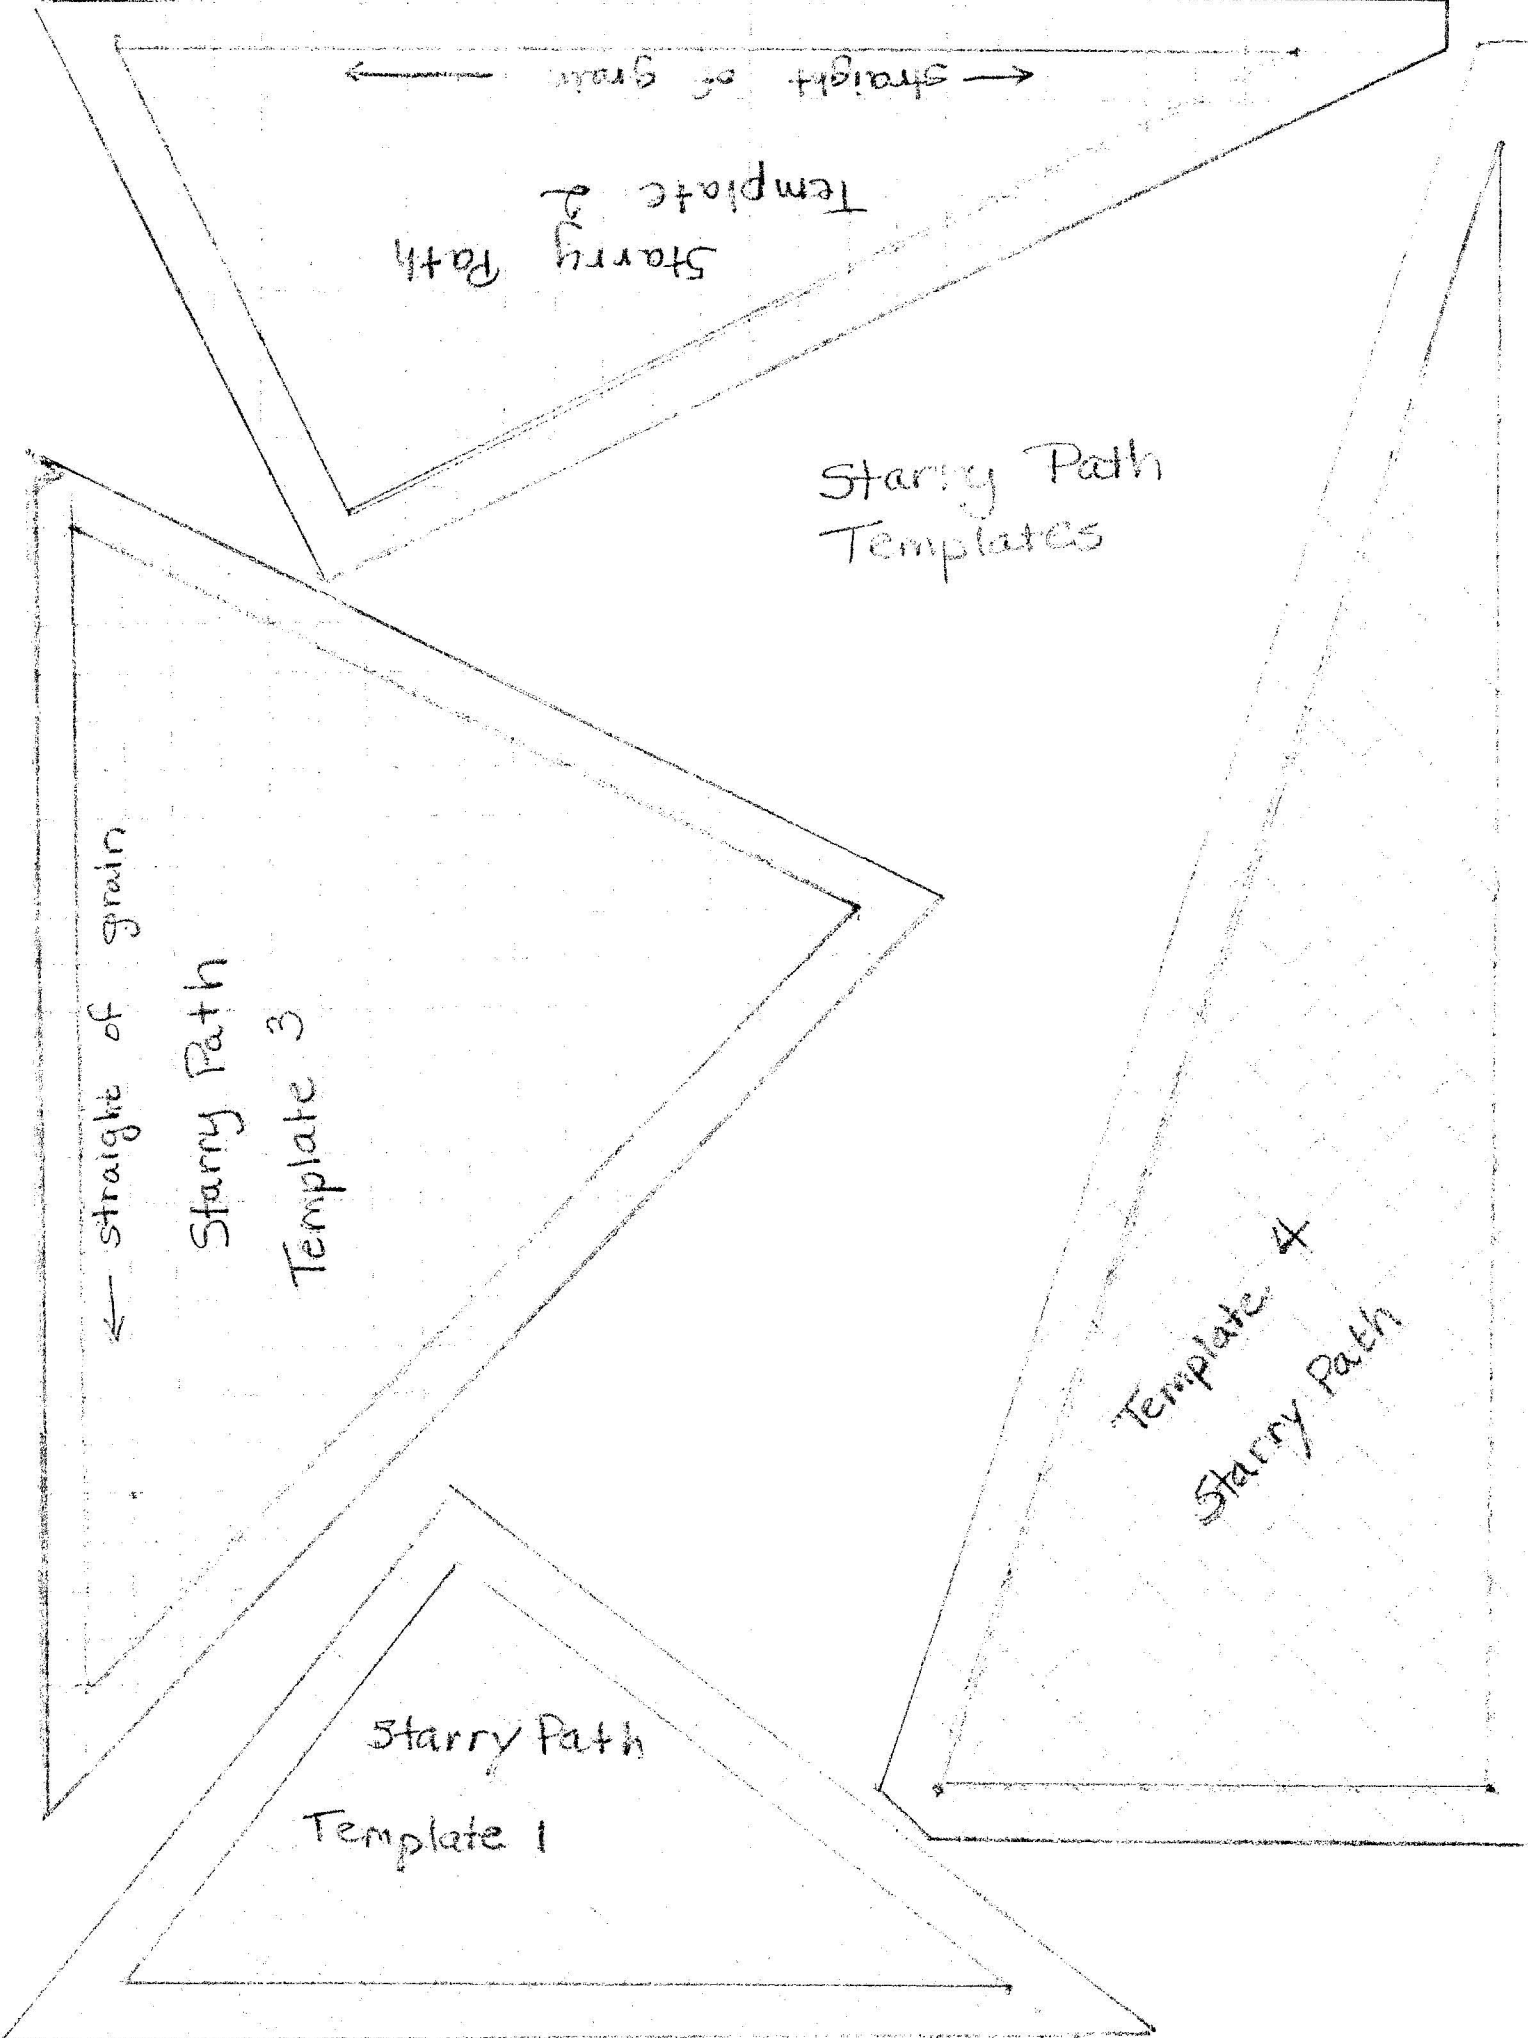 ← straight of grain →
Starry Path
Template 2
Starry Path
Templates
← straight of grain
Starry Path
Template 3
Template 4
Starry Path
Starry Path
Template 1